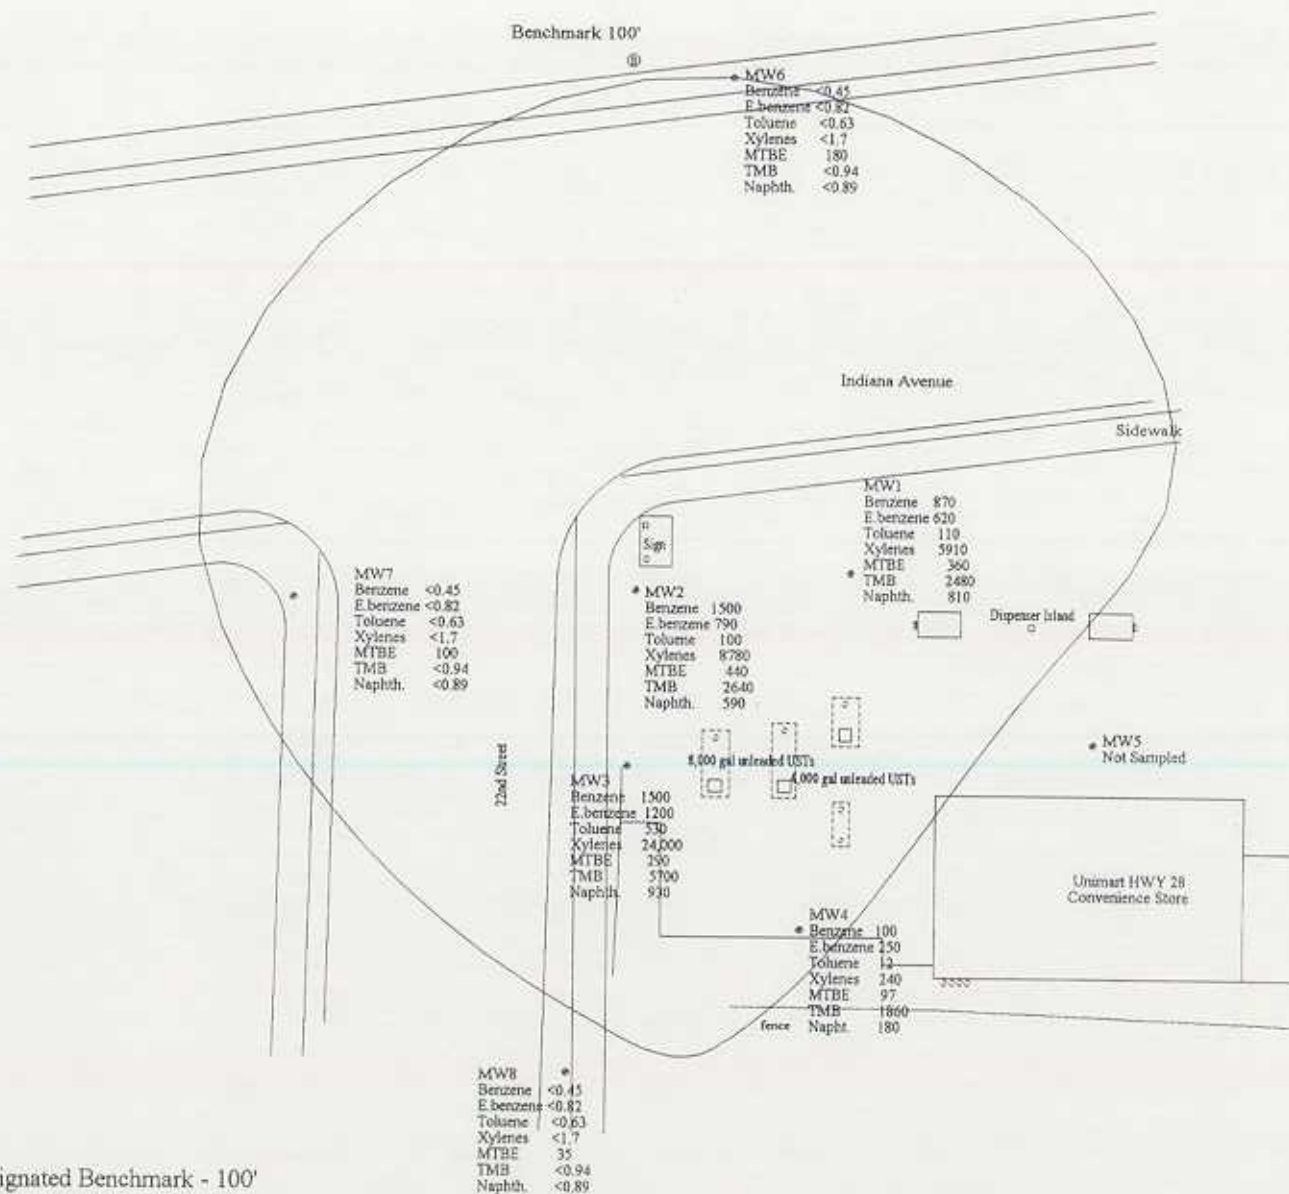 Benchmark 100'
B
MW6
Benzene <0.45
E.benzene <0.82
Toluene <0.63
Xylenes <1.7
MTBE 180
TMB <0.94
Naphth. <0.89
Indiana Avenue
Sidewalk
MW1
Benzene 870
E.benzene 620
Toluene 110
Xylenes 5910
MTBE 360
TMB 2480
Naphth. 810
Sign
MW7
Benzene <0.45
E.benzene <0.82
Toluene <0.63
Xylenes <1.7
MTBE 100
TMB <0.94
Naphth. <0.89
MW2
Benzene 1500
E.benzene 790
Toluene 100
Xylenes 8780
MTBE 440
TMB 2640
Naphth. 590
Dispenser Island
22nd Street
8,000 gal unleaded USTs
4,000 gal unleaded USTs
MW5
Not Sampled
MW3
Benzene 1500
E.benzene 1200
Toluene 530
Xylenes 24,000
MTBE 290
TMB 5700
Naphth. 930
Unimart HWY 28
Convenience Store
MW4
Benzene 100
E.benzene 250
Toluene 12
Xylenes 240
MTBE 97
TMB 1860
Napht. 180
fence
MW8
Benzene <0.45
E.benzene <0.82
Toluene <0.63
Xylenes <1.7
MTBE 35
TMB <0.94
Naphth. <0.89
ignated Benchmark - 100'